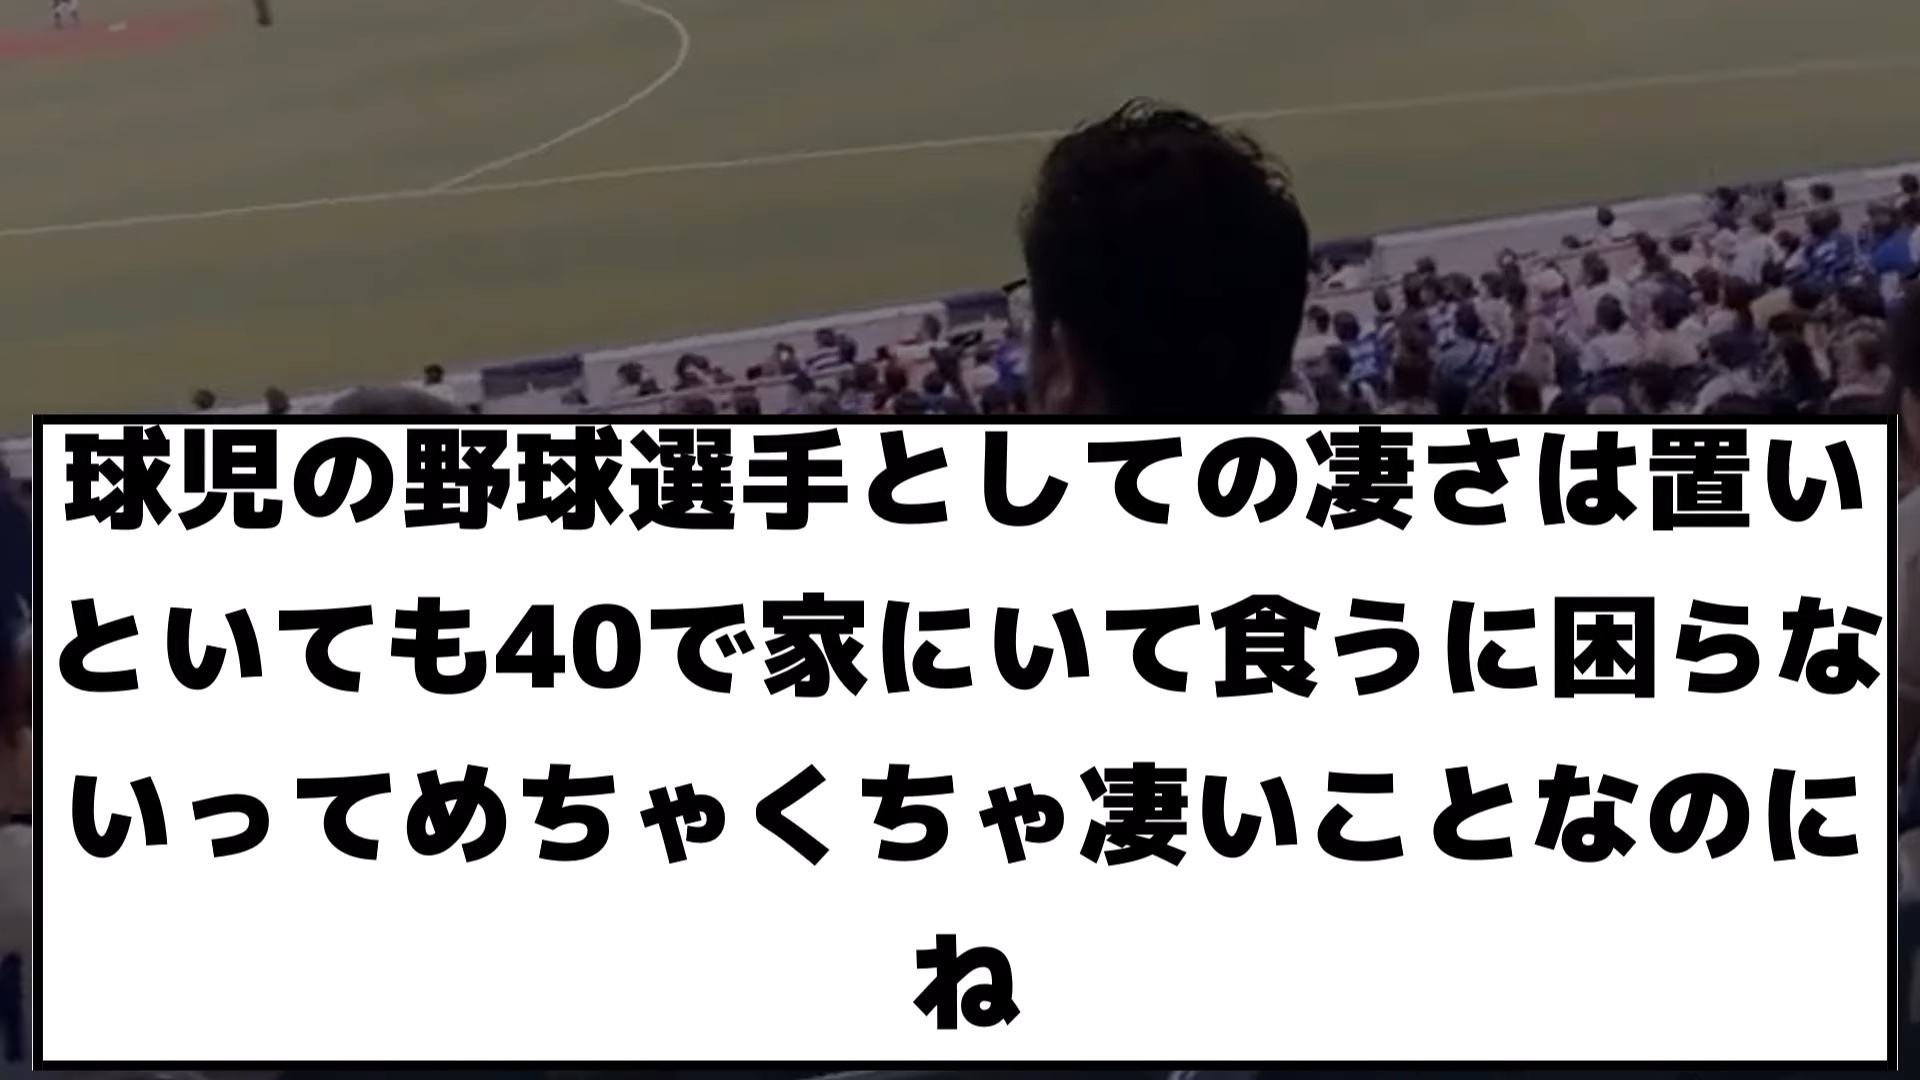 球児の野球選手としての凄さは置い
といても40で家にいて食うに困らな
いってめちゃくちゃ凄いことなのに
ね